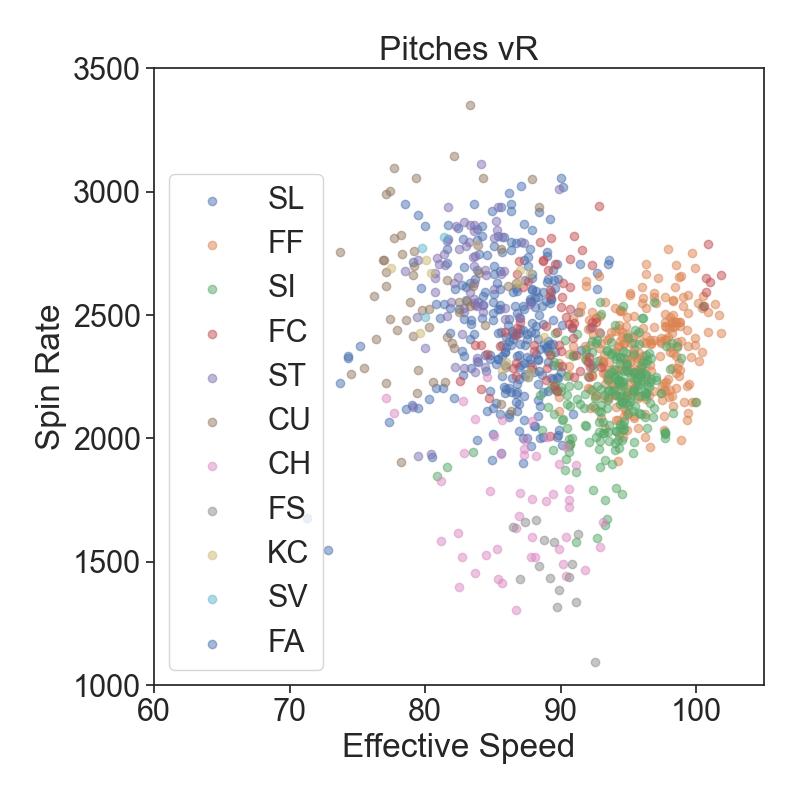 Pitches vR
3500
3000
2500
2000
1500
1000
Spin Rate
SL
FF
SI
FC
ST
CU
CH
FS
KC
SV
FA
60 70 80 90 100
Effective Speed